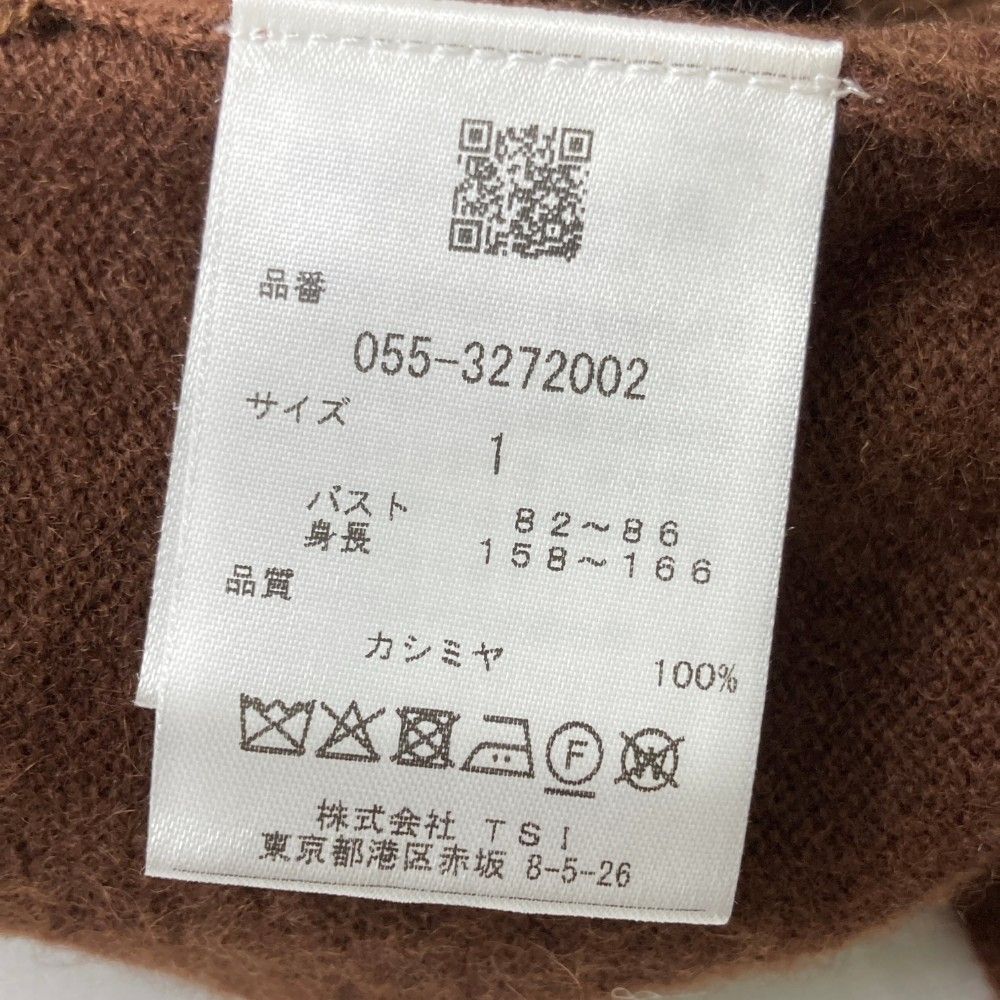 品番
055-3272002
サイズ
1
バスト 82～86
身長 158～166
品質
カシミヤ 100%
F W
株式会社 TSI
東京都港区赤坂 8-5-26